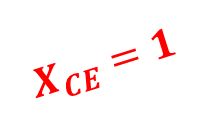 X_CE = 1